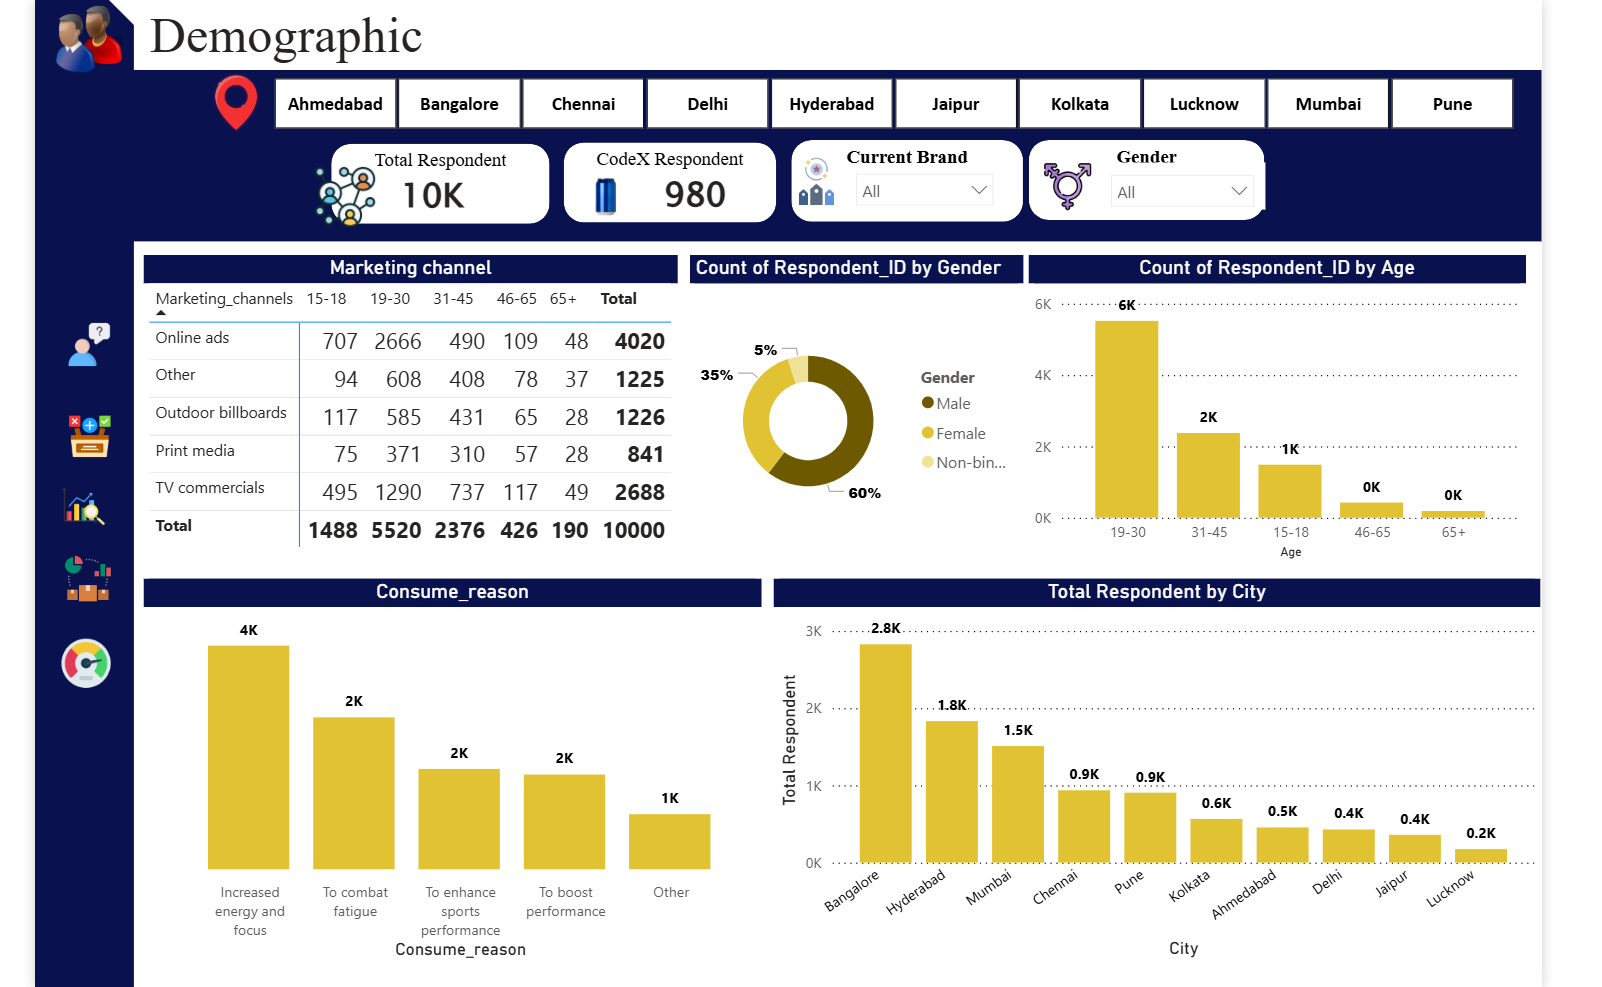 Demographic
Ahmedabad Bangalore Chennai Delhi Hyderabad Jaipur Kolkata Lucknow Mumbai Pune
Total Respondent
10K
CodeX Respondent
980
Current Brand
All
Gender
All
Marketing channel
Marketing_channels 15-18 19-30 31-45 46-65 65+ Total
Online ads 707 2666 490 109 48 4020
Other 94 608 408 78 37 1225
Outdoor billboards 117 585 431 65 28 1226
Print media 75 371 310 57 28 841
TV commercials 495 1290 737 117 49 2688
Total 1488 5520 2376 426 190 10000
Count of Respondent_ID by Gender
5%
35%
60%
Gender
Male
Female
Non-bin...
Count of Respondent_ID by Age
6K
4K
2K
0K
6K
2K
1K
0K
0K
19-30 31-45 15-18 46-65 65+
Age
Consume_reason
4K
2K
2K
2K
1K
Increased energy and focus
To combat fatigue
To enhance sports performance
To boost performance
Other
Consume_reason
Total Respondent by City
Total Respondent
3K
2K
1K
0K
2.8K
1.8K
1.5K
0.9K
0.9K
0.6K
0.5K
0.4K
0.4K
0.2K
Bangalore Hyderabad Mumbai Chennai Pune Kolkata Ahmedabad Delhi Jaipur Lucknow
City
?